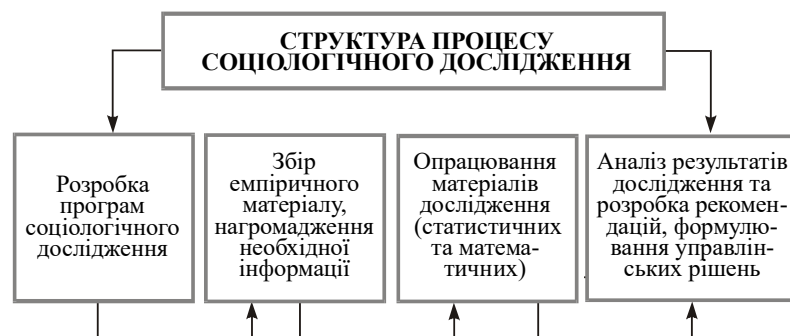 СТРУКТУРА ПРОЦЕСУ
СОЦІОЛОГІЧНОГО ДОСЛІДЖЕННЯ
Розробка
програм
соціологічного
дослідження
Збір
емпіричного
матеріалу,
нагромадження
необхідної
інформації
Опрацювання
матеріалів
дослідження
(статистичних
та матема-
тичних)
Аналіз результатів
дослідження та
розробка рекомен-
дацій, формулю-
вання управлін-
ських рішень